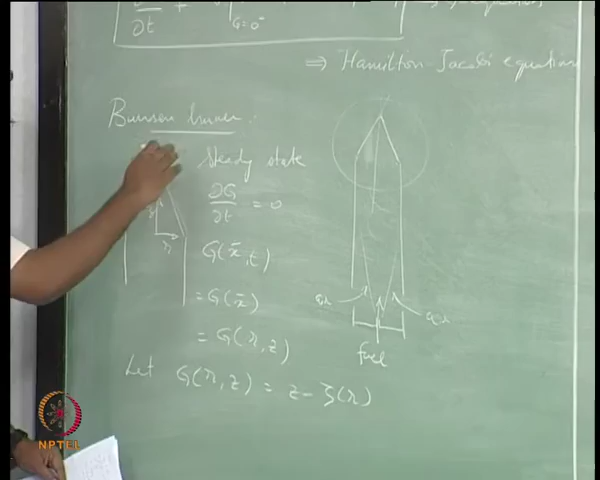 ∂t
G=0⁻
⇒ Hamilton-Jacobi equation
Bunsen burner:
Steady state
∂G/∂t = 0
G(x̄,t)
= G(x̄)
= G(r,z)
r
air
air
fuel
Let G(r,z) = z - ζ(r)
NPTEL